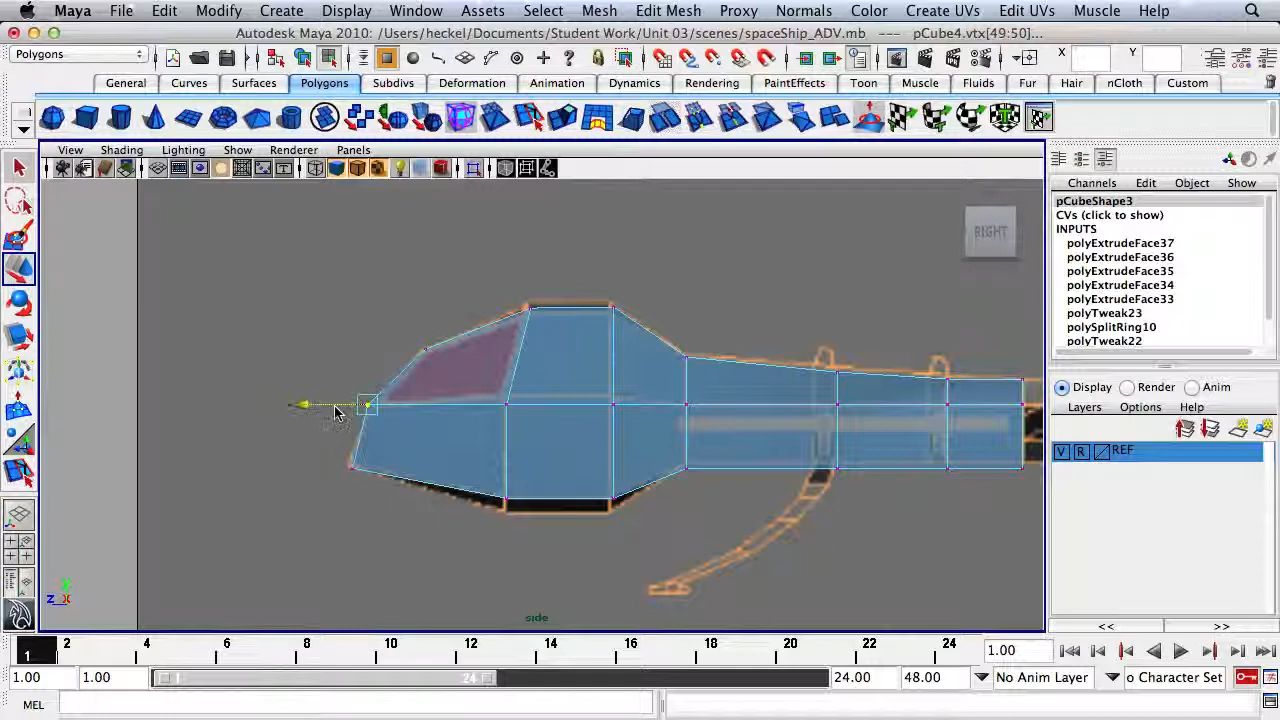 Maya File Edit Modify Create Display Window Assets Select Mesh Edit Mesh Proxy Normals Color Create UVs Edit UVs Muscle Help
Autodesk Maya 2010: /Users/heckel/Documents/Student Work/Unit 03/scenes/spaceShip_ADV.mb --- pCube4.vtx[49:50]...
Polygons X Y
General Curves Surfaces Polygons Subdivs Deformation Animation Dynamics Rendering PaintEffects Toon Muscle Fluids Fur Hair nCloth Custom
View Shading Lighting Show Renderer Panels
Channels Edit Object Show
pCubeShape3
CVs (click to show)
INPUTS
polyExtrudeFace37
polyExtrudeFace36
polyExtrudeFace35
polyExtrudeFace34
polyExtrudeFace33
polyTweak23
polySplitRing10
polyTweak22
RIGHT
Display Render Anim
Layers Options Help
V R REF
z x y
side
<< >>
1 2 4 6 8 10 12 14 16 18 20 22 24 1.00
1.00 1.00 1 24 24.00 48.00 No Anim Layer o Character Set
MEL